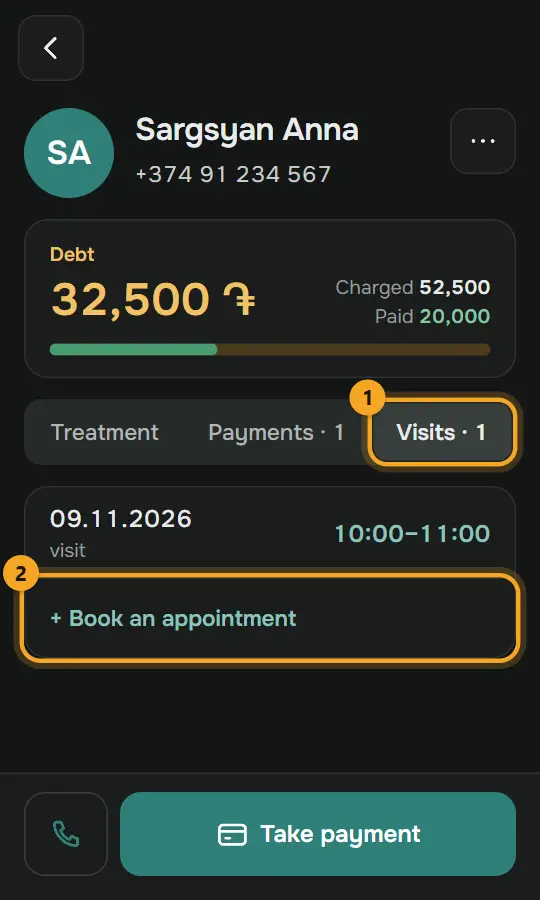 SA
Sargsyan Anna
+374 91 234 567
...
Debt
32,500 ֏
Charged 52,500
Paid 20,000
1
Treatment
Payments · 1
Visits · 1
09.11.2026
visit
10:00–11:00
2
+ Book an appointment
Take payment